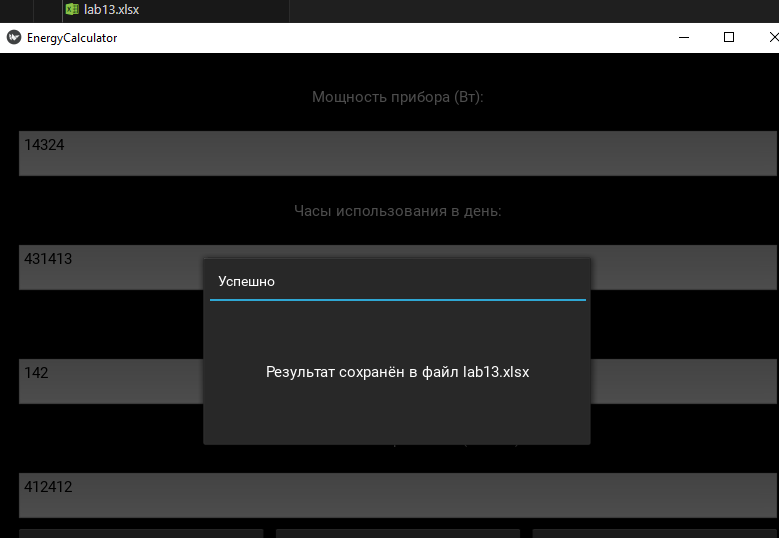 lab13.xlsx
EnergyCalculator
Мощность прибора (Вт):
14324
Часы использования в день:
431413
Успешно
Результат сохранён в файл lab13.xlsx
142
412412